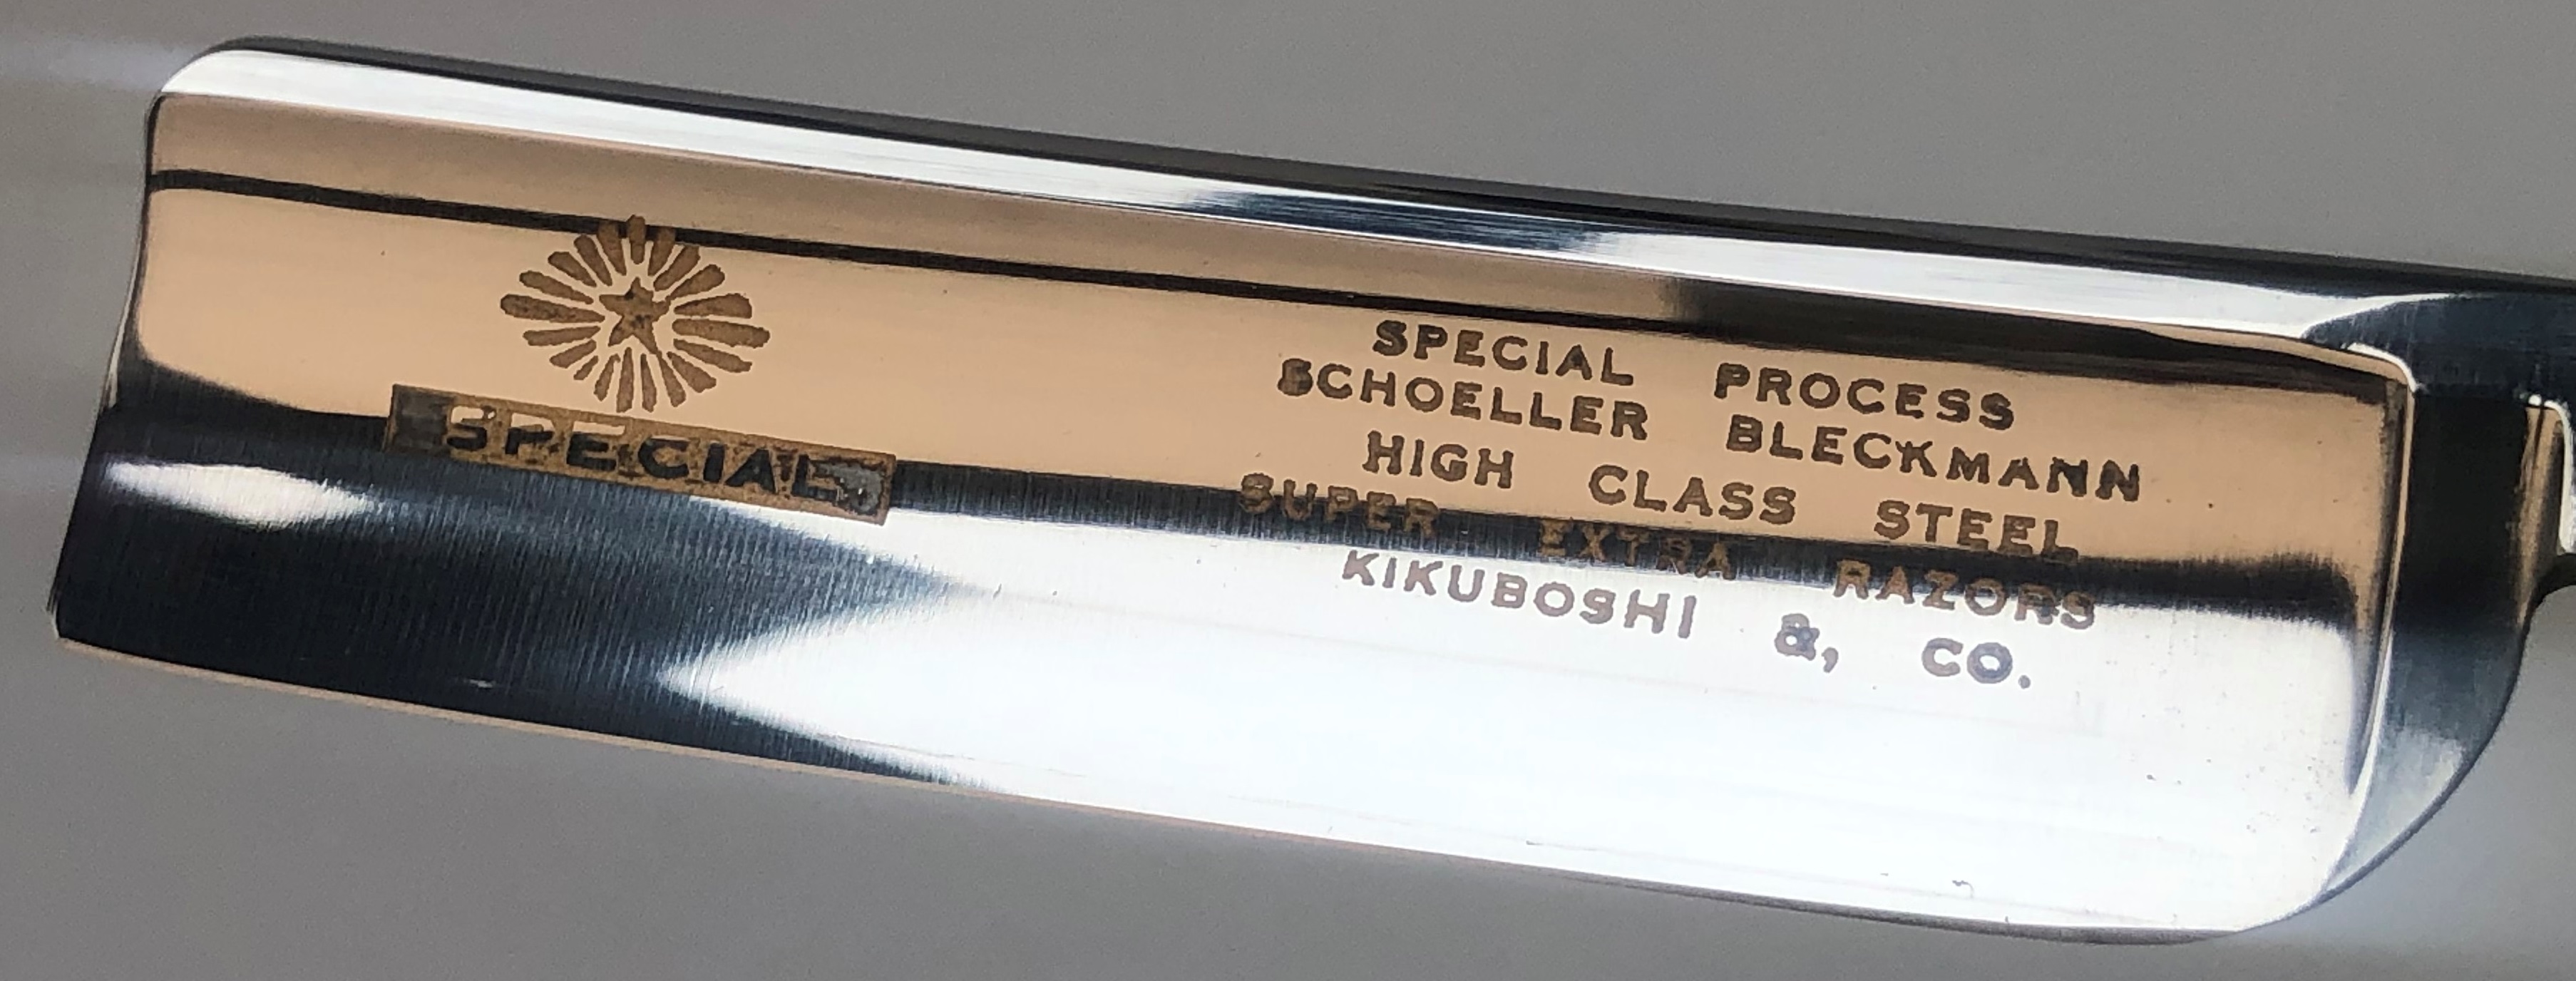 SPECIAL
SPECIAL PROCESS
SCHOELLER BLECKMANN
HIGH CLASS STEEL
SUPER EXTRA RAZORS
KIKUBOSHI &, CO.